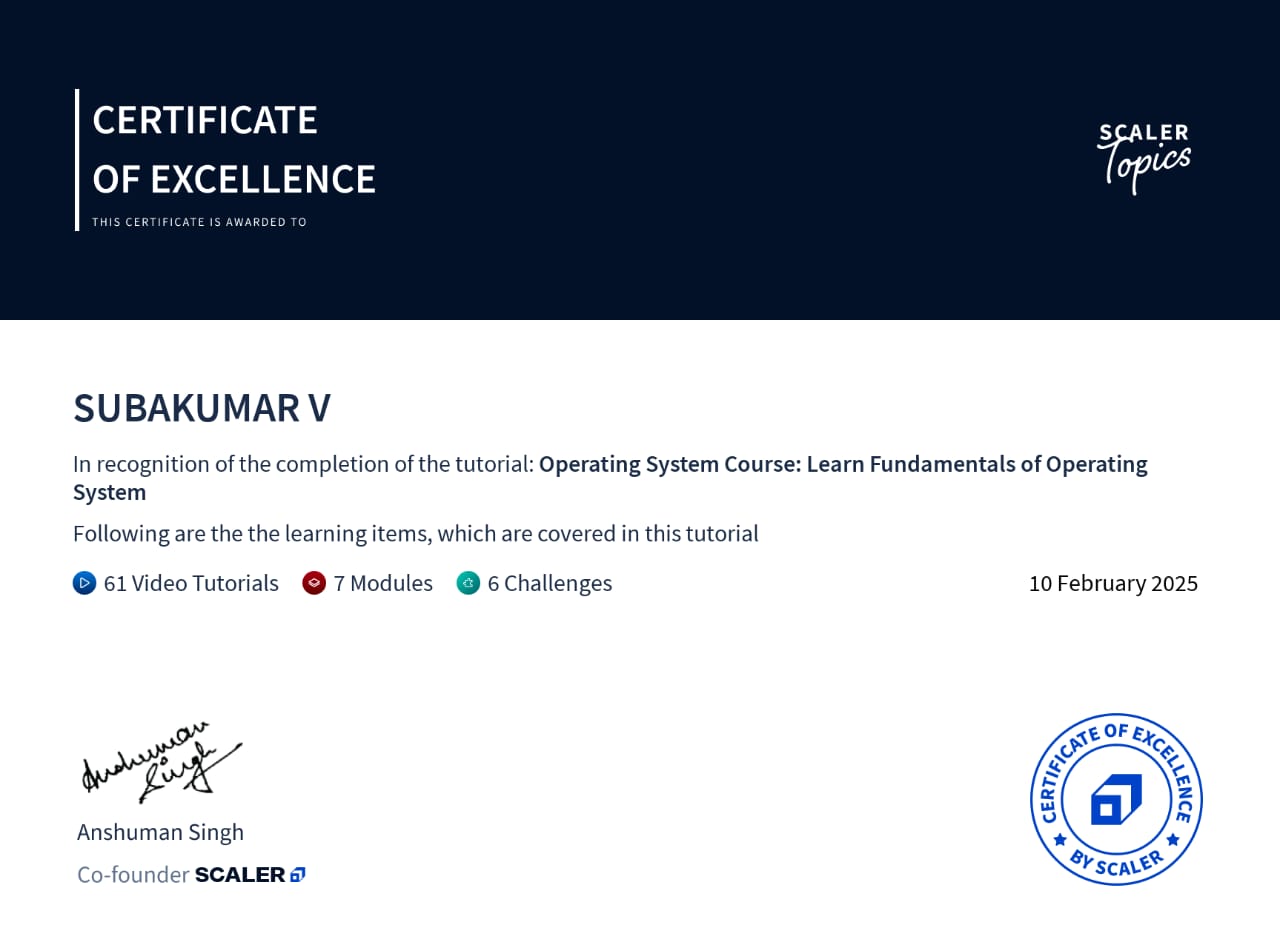 CERTIFICATE
OF EXCELLENCE
THIS CERTIFICATE IS AWARDED TO
SCALER
Topics
SUBAKUMAR V
In recognition of the completion of the tutorial: Operating System Course: Learn Fundamentals of Operating
System
Following are the the learning items, which are covered in this tutorial
61 Video Tutorials 7 Modules 6 Challenges 10 February 2025
Anshuman
Singh
Anshuman Singh
Co-founder SCALER
CERTIFICATE OF EXCELLENCE
BY SCALER